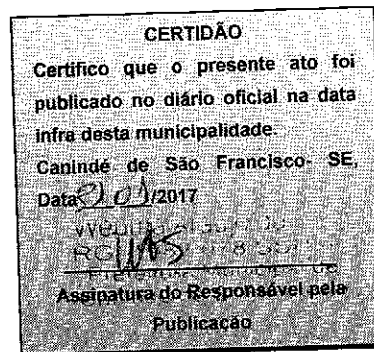 CERTIDÃO
Certifico que o presente ato foi
publicado no diário oficial na data
infra desta municipalidade.
Canindé de São Francisco- SE,
Data /2017
RG
Assinatura do Responsável pela
Publicação